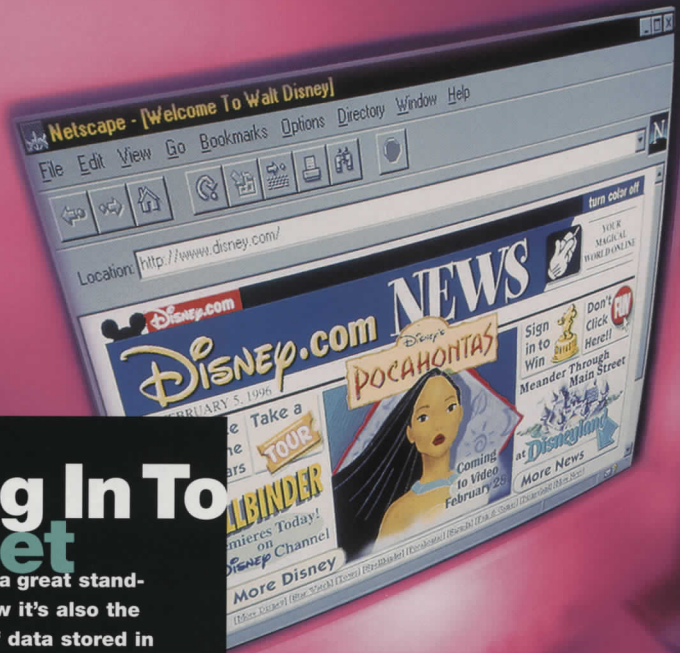 Netscape - [Welcome To Walt Disney]
File Edit View Go Bookmarks Options Directory Window Help
N
Location: http://www.disney.com/
turn color off
Disney.com
Disney.com NEWS
YOUR
MAGICAL
WORLD ONLINE
BRUARY 5, 1996
Take a
TOUR
LLBINDER
mieres Today!
on
Disney Channel
More Disney
Disney's
POCAHONTAS
Coming
to Video
February 28
Sign
in to
Win
Don't
Click
Here!!
FUN
Meander Through
Main Street
at Disneyland
More News
g In To
et
a great stand-
w it's also the
data stored in